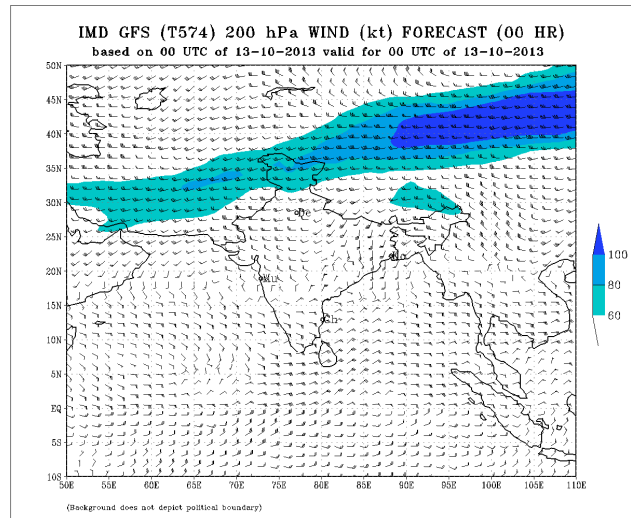 IMD GFS (T574) 200 hPa WIND (kt) FORECAST (00 HR)
based on 00 UTC of 13-10-2013 valid for 00 UTC of 13-10-2013
50N
45N
40N
35N
30N
25N
20N
15N
10N
5N
EQ
5S
10S
De
Mu
Ch
100
80
60
50E 55E 60E 65E 70E 75E 80E 85E 90E 95E 100E 105E 110E
(Background does not depict political boundary)